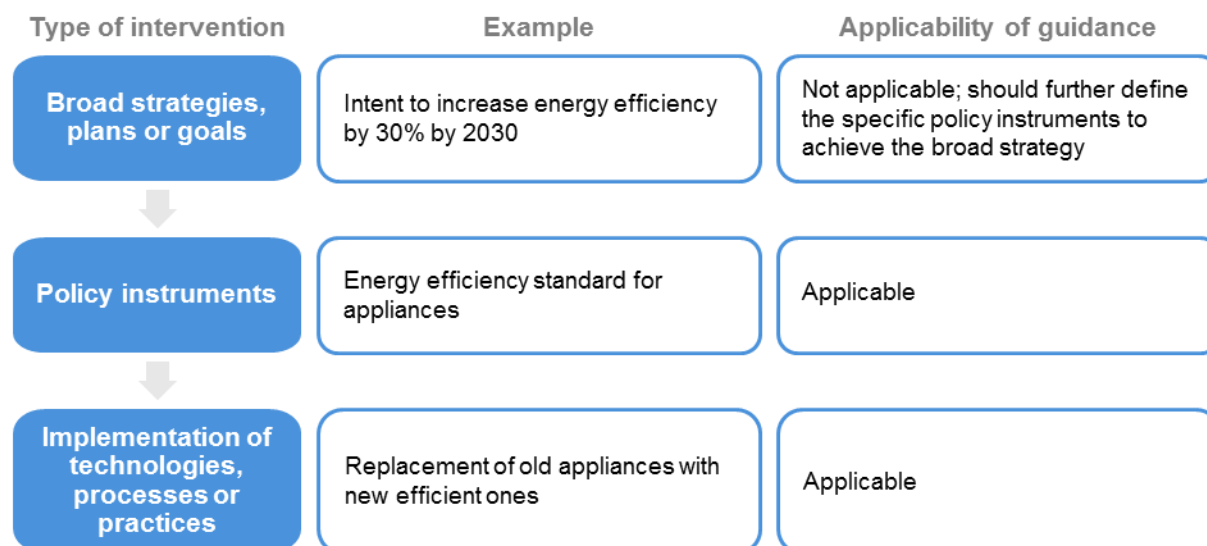 Type of intervention
Example
Applicability of guidance
Broad strategies,
plans or goals
Intent to increase energy efficiency
by 30% by 2030
Not applicable; should further define
the specific policy instruments to
achieve the broad strategy
Policy instruments
Energy efficiency standard for
appliances
Applicable
Implementation of
technologies,
processes or
practices
Replacement of old appliances with
new efficient ones
Applicable